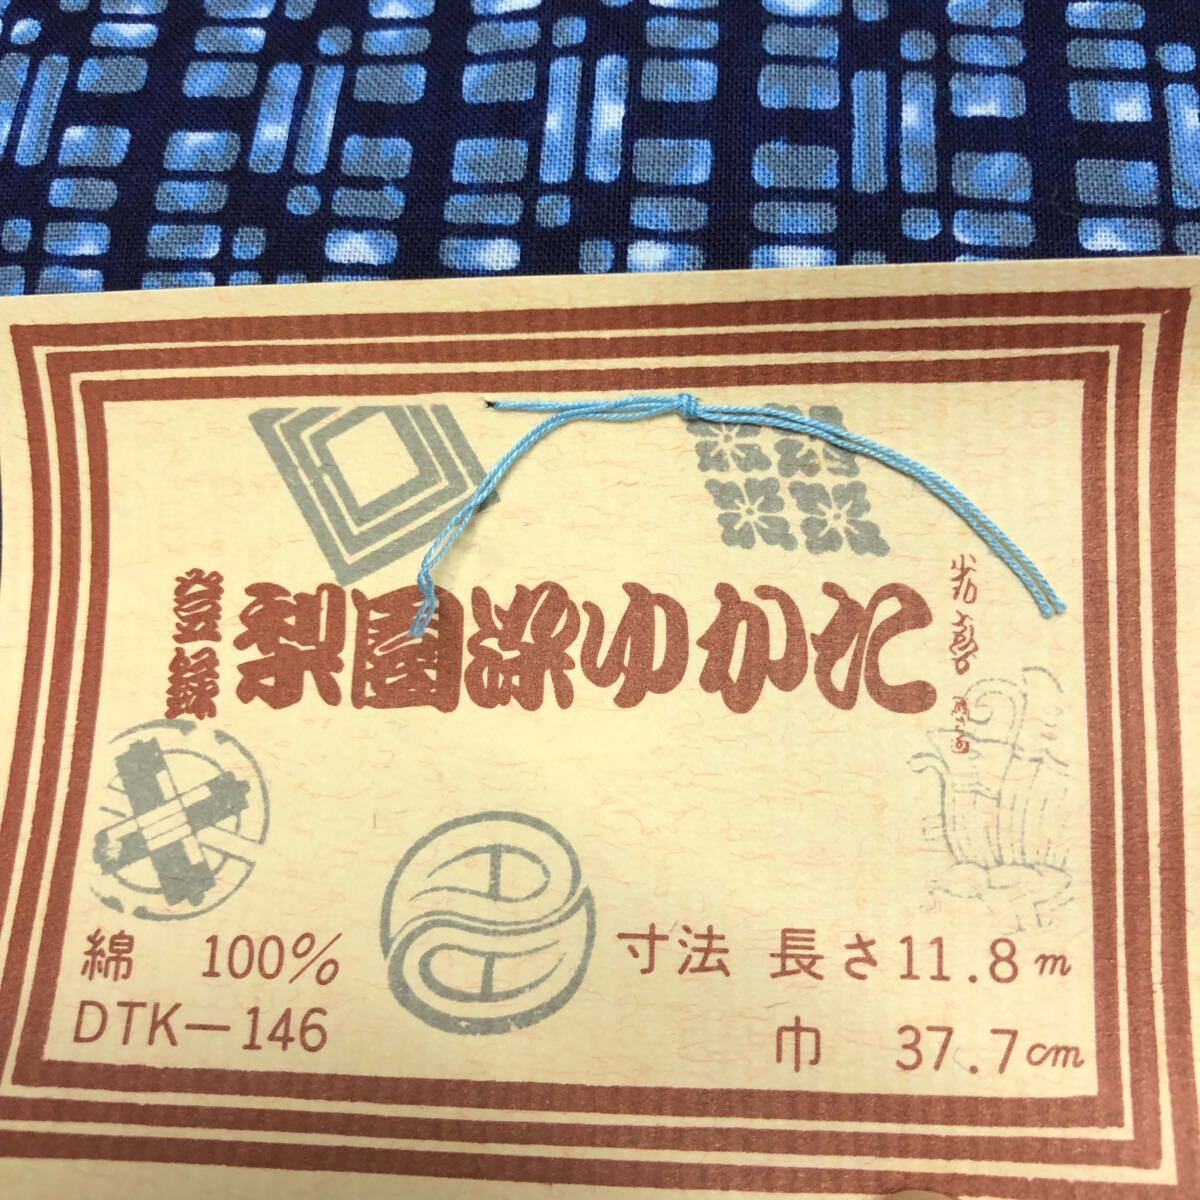 登録
梨園染ゆかた
綿 100%
DTK-146
寸法 長さ11.8m
巾 37.7cm